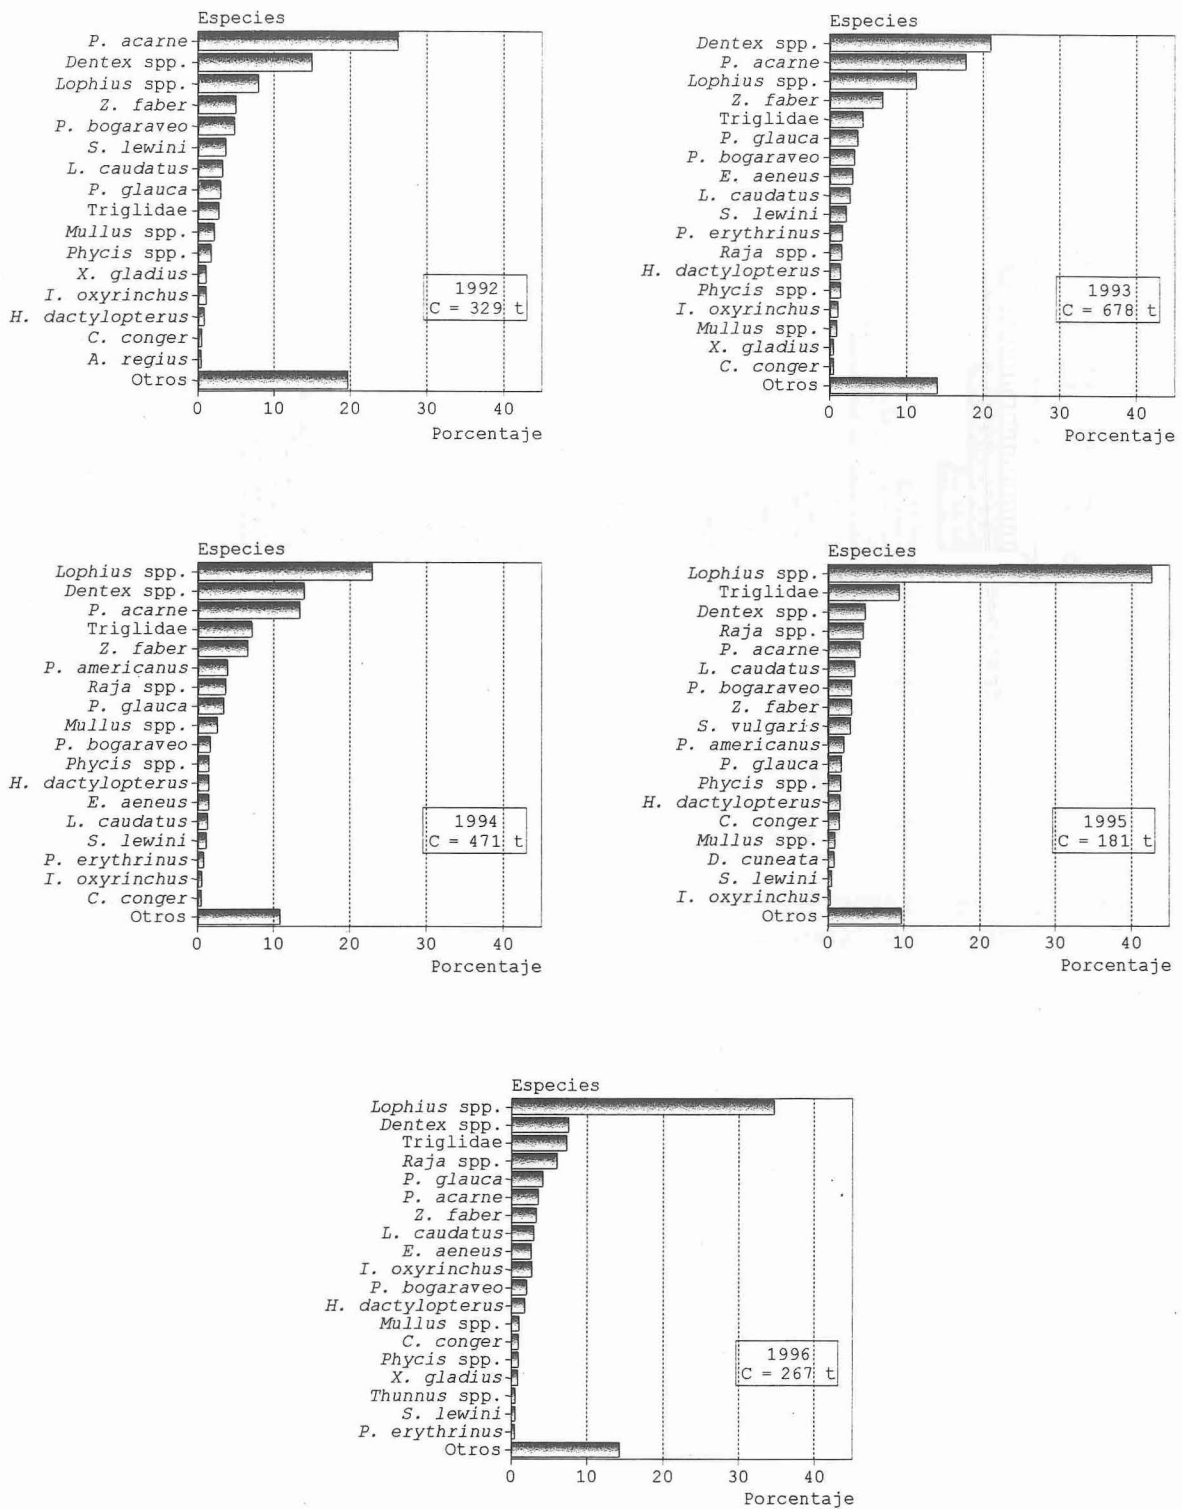 Especies
P. acarne
Dentex spp.
Lophius spp.
Z. faber
P. bogaraveo
S. lewini
L. caudatus
P. glauca
Triglidae
Mullus spp.
Phycis spp.
X. gladius
I. oxyrinchus
H. dactylopterus
C. conger
A. regius
Otros
1992
C = 329 t
0 10 20 30 40
Porcentaje
Especies
Dentex spp.
P. acarne
Lophius spp.
Z. faber
Triglidae
P. glauca
P. bogaraveo
E. aeneus
L. caudatus
S. lewini
P. erythrinus
Raja spp.
H. dactylopterus
Phycis spp.
I. oxyrinchus
Mullus spp.
X. gladius
C. conger
Otros
1993
C = 678 t
0 10 20 30 40
Porcentaje
Especies
Lophius spp.
Dentex spp.
P. acarne
Triglidae
Z. faber
P. americanus
Raja spp.
P. glauca
Mullus spp.
P. bogaraveo
Phycis spp.
H. dactylopterus
E. aeneus
L. caudatus
S. lewini
P. erythrinus
I. oxyrinchus
C. conger
Otros
1994
C = 471 t
0 10 20 30 40
Porcentaje
Especies
Lophius spp.
Triglidae
Dentex spp.
Raja spp.
P. acarne
L. caudatus
P. bogaraveo
Z. faber
S. vulgaris
P. americanus
P. glauca
Phycis spp.
H. dactylopterus
C. conger
Mullus spp.
D. cuneata
S. lewini
I. oxyrinchus
Otros
1995
C = 181 t
0 10 20 30 40
Porcentaje
Especies
Lophius spp.
Dentex spp.
Triglidae
Raja spp.
P. glauca
P. acarne
Z. faber
L. caudatus
E. aeneus
I. oxyrinchus
P. bogaraveo
H. dactylopterus
Mullus spp.
C. conger
Phycis spp.
X. gladius
Thunnus spp.
S. lewini
P. erythrinus
Otros
1996
C = 267 t
0 10 20 30 40
Porcentaje